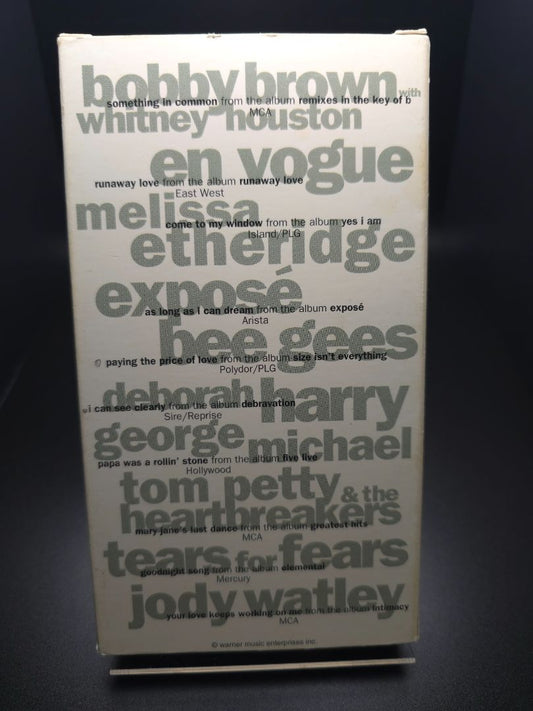 bobby brown with
something in common from the album remixes in the key of b
MCA
whitney houston
en vogue
runaway love from the album runaway love
East West
melissa
come to my window from the album yes i am
Island/PLG
etheridge
exposé
as long as i can dream from the album exposé
Arista
bee gees
paying the price of love from the album size isn't everything
Polydor/PLG
deborah harry
i can see clearly from the album debravation
Sire/Reprise
george michael
papa was a rollin' stone from the album five live
Hollywood
tom petty & the
heartbreakers
mary jane's last dance from the album greatest hits
MCA
tears for fears
goodnight song from the album elemental
Mercury
jody watley
your love keeps working on me from the album intimacy
MCA
© warner music enterprises inc.